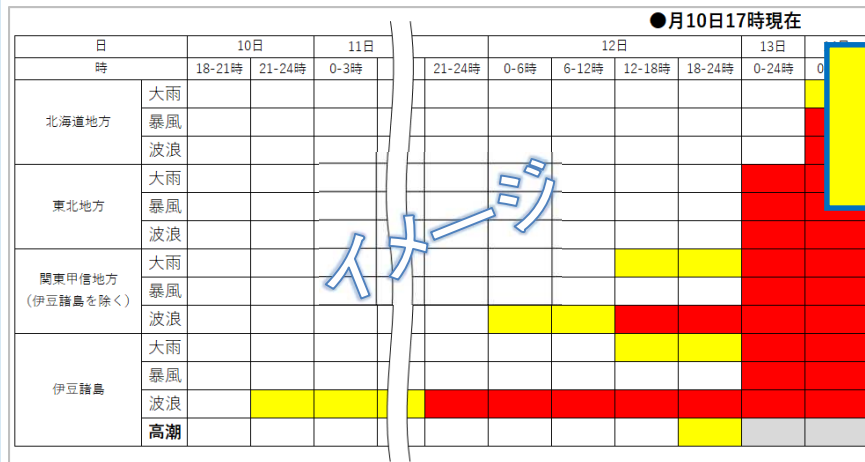 ●月10日17時現在
日 10日 11日 12日 13日
時 18-21時 21-24時 0-3時 21-24時 0-6時 6-12時 12-18時 18-24時 0-24時
北海道地方
大雨
暴風
波浪
東北地方
大雨
暴風
波浪
関東甲信地方
(伊豆諸島を除く)
大雨
暴風
波浪
伊豆諸島
大雨
暴風
波浪
高潮
イメージ